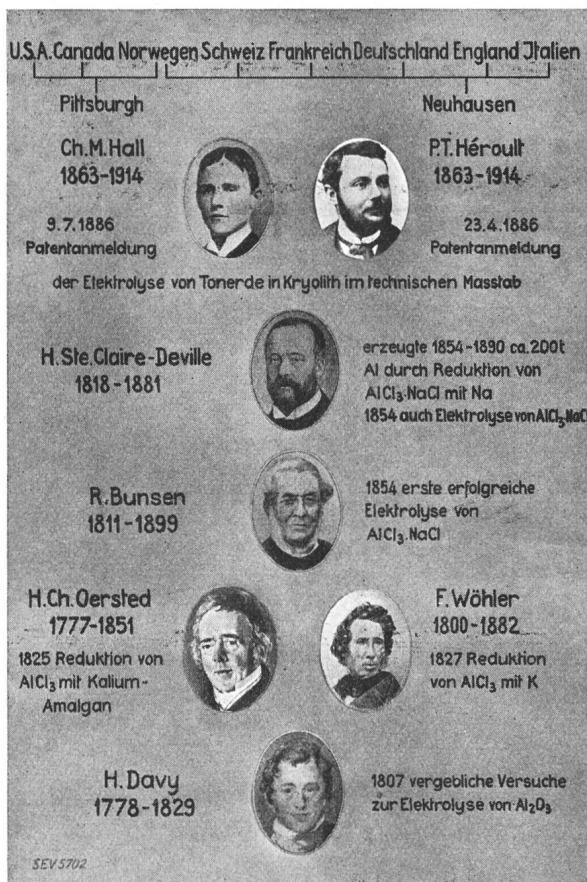 U.S.A. Canada Norwegen Schweiz Frankreich Deutschland England Jtalien
Pittsburgh
Neuhausen
Ch. M. Hall
1863-1914
P.T. Héroult
1863-1914
9.7.1886
Patentanmeldung
23.4.1886
Patentanmeldung
der Elektrolyse von Tonerde in Kryolith im technischen Masstab
H. Ste. Claire-Deville
1818-1881
erzeugte 1854-1890 ca. 200t
Al durch Reduktion von
AlCl₃·NaCl mit Na
1854 auch Elektrolyse von AlCl₃·NaCl
R. Bunsen
1811-1899
1854 erste erfolgreiche
Elektrolyse von
AlCl₃·NaCl
H. Ch. Oersted
1777-1851
1825 Reduktion von
AlCl₃ mit Kalium-
Amalgan
F. Wöhler
1800-1882
1827 Reduktion
von AlCl₃ mit K
H. Davy
1778-1829
1807 vergebliche Versuche
zur Elektrolyse von Al₂O₃
SEV 5702